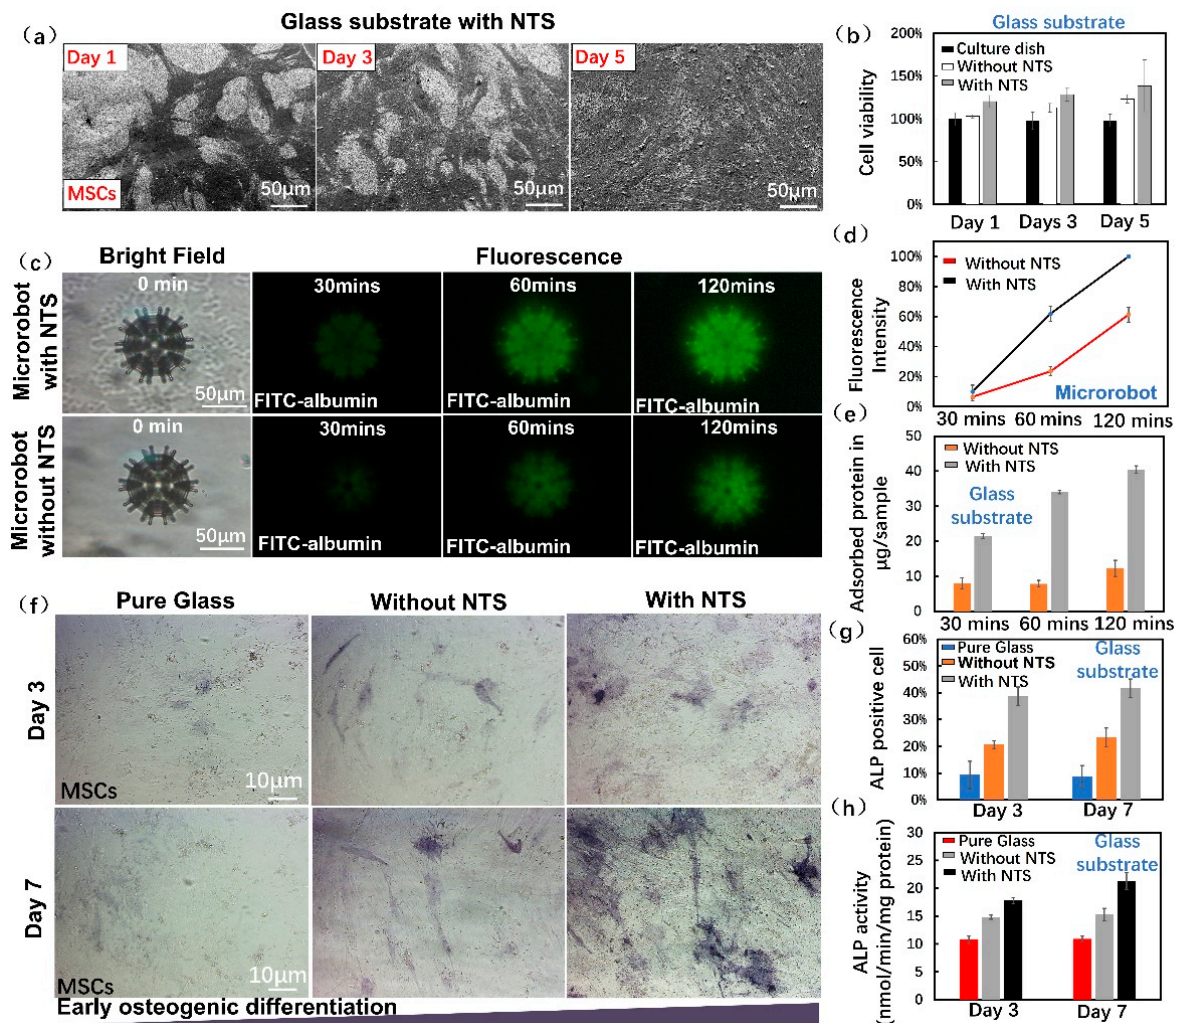 Glass substrate with NTS
(a)
Day 1
Day 3
Day 5
MSCs
50μm
50μm
50μm
(b)
Glass substrate
200%
150%
100%
50%
0%
Cell viability
Culture dish
Without NTS
With NTS
Day 1
Days 3
Day 5
(c)
Bright Field
Fluorescence
Microrobot
with NTS
0 min
50μm
30mins
FITC-albumin
60mins
FITC-albumin
120mins
FITC-albumin
Microrobot
without NTS
0 min
50μm
30mins
FITC-albumin
60mins
FITC-albumin
120mins
FITC-albumin
(d)
Fluorescence
Intensity
100%
80%
60%
40%
20%
0%
Without NTS
With NTS
Microrobot
30 mins
60 mins
120 mins
(e)
Adsorbed protein in
μg/sample
50
40
30
20
10
0
Without NTS
With NTS
Glass
substrate
30 mins
60 mins
120 mins
(f)
Pure Glass
Without NTS
With NTS
Day 3
MSCs
10μm
Day 7
MSCs
10μm
Early osteogenic differentiation
(g)
ALP positive cell
60%
50%
40%
30%
20%
10%
0%
Pure Glass
Without NTS
With NTS
Glass
substrate
Day 3
Day 7
(h)
ALP activity
(nmol/min/mg protein)
30
25
20
15
10
5
0
Pure Glass
Without NTS
With NTS
Glass
substrate
Day 3
Day 7